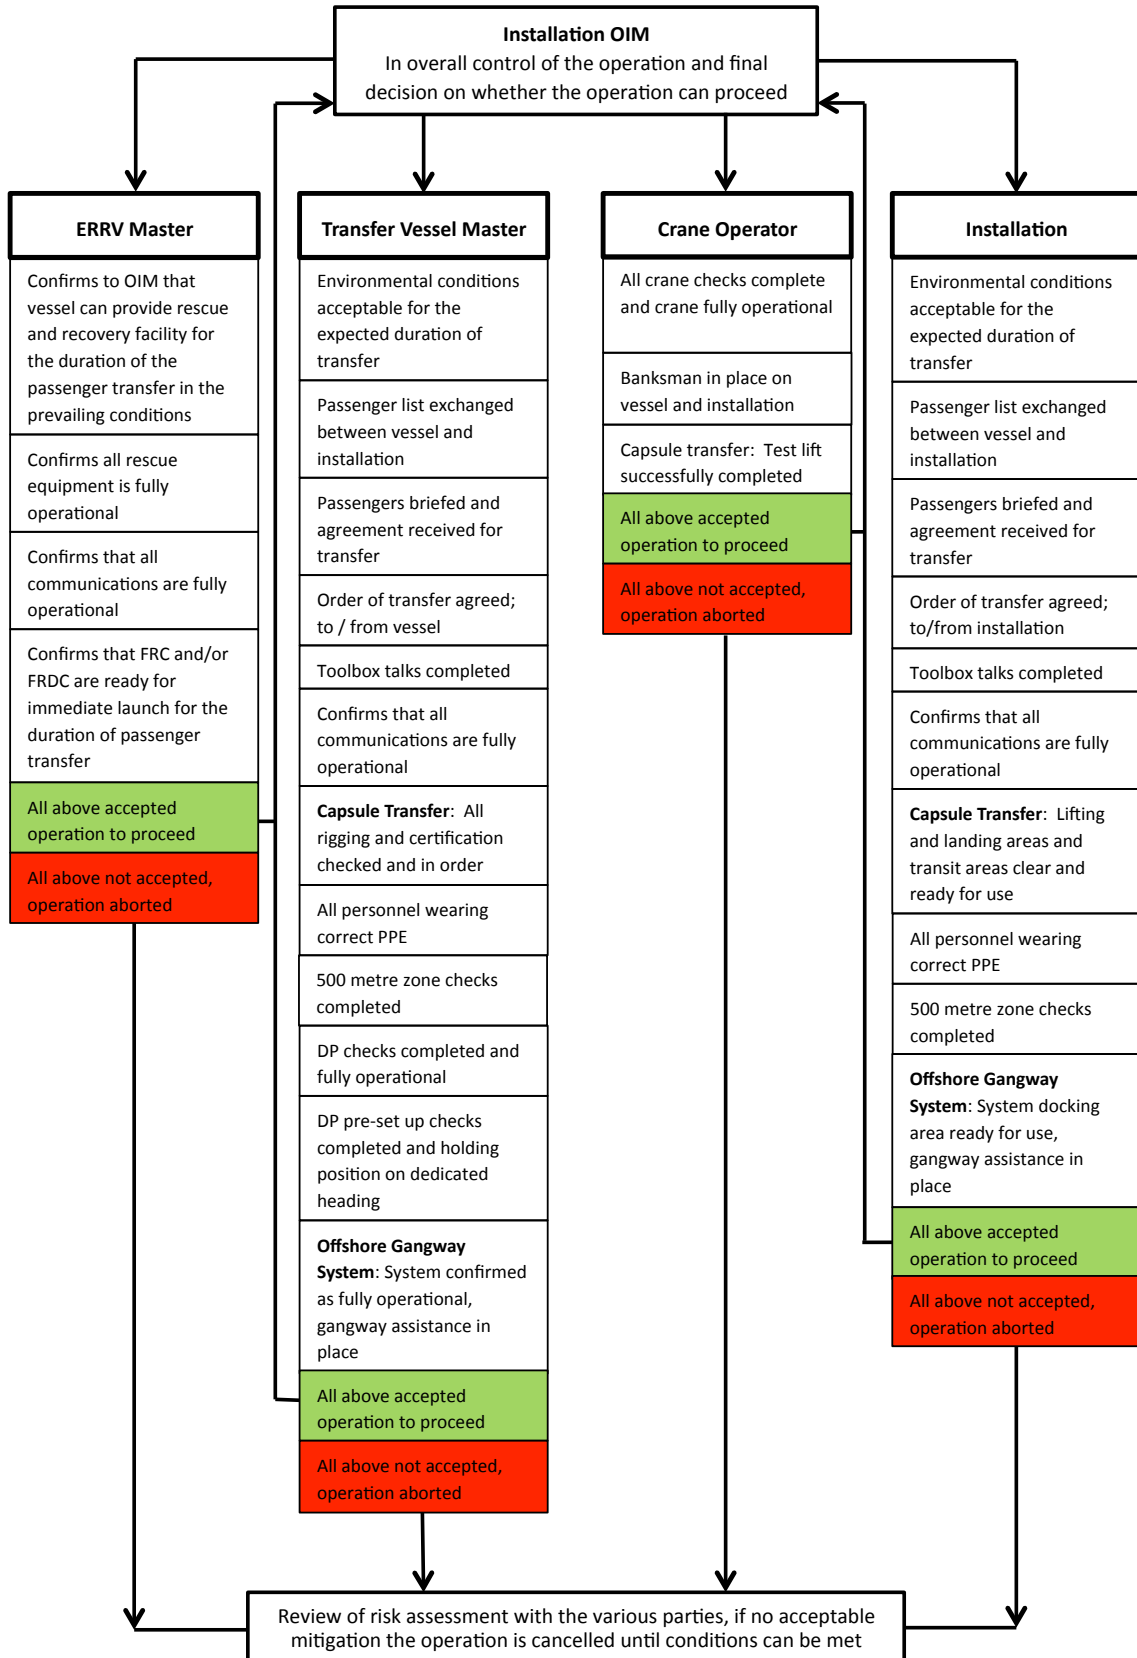 Installation OIM
In overall control of the operation and final
decision on whether the operation can proceed
ERRV Master
Confirms to OIM that
vessel can provide rescue
and recovery facility for
the duration of the
passenger transfer in the
prevailing conditions
Confirms all rescue
equipment is fully
operational
Confirms that all
communications are fully
operational
Confirms that FRC and/or
FRDC are ready for
immediate launch for the
duration of passenger
transfer
All above accepted
operation to proceed
All above not accepted,
operation aborted
Transfer Vessel Master
Environmental conditions
acceptable for the
expected duration of
transfer
Passenger list exchanged
between vessel and
installation
Passengers briefed and
agreement received for
transfer
Order of transfer agreed;
to / from vessel
Toolbox talks completed
Confirms that all
communications are fully
operational
Capsule Transfer: All
rigging and certification
checked and in order
All personnel wearing
correct PPE
500 metre zone checks
completed
DP checks completed and
fully operational
DP pre-set up checks
completed and holding
position on dedicated
heading
Offshore Gangway
System: System confirmed
as fully operational,
gangway assistance in
place
All above accepted
operation to proceed
All above not accepted,
operation aborted
Crane Operator
All crane checks complete
and crane fully operational
Banksman in place on
vessel and installation
Capsule transfer: Test lift
successfully completed
All above accepted
operation to proceed
All above not accepted,
operation aborted
Installation
Environmental conditions
acceptable for the
expected duration of
transfer
Passenger list exchanged
between vessel and
installation
Passengers briefed and
agreement received for
transfer
Order of transfer agreed;
to/from installation
Toolbox talks completed
Confirms that all
communications are fully
operational
Capsule Transfer: Lifting
and landing areas and
transit areas clear and
ready for use
All personnel wearing
correct PPE
500 metre zone checks
completed
Offshore Gangway
System: System docking
area ready for use,
gangway assistance in
place
All above accepted
operation to proceed
All above not accepted,
operation aborted
Review of risk assessment with the various parties, if no acceptable
mitigation the operation is cancelled until conditions can be met